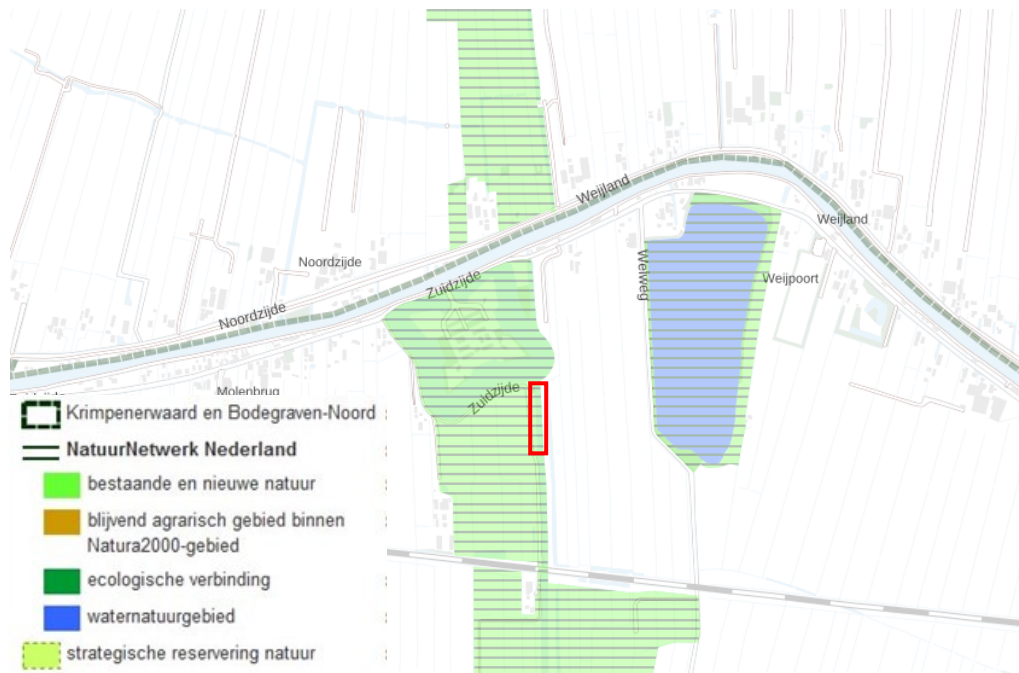 Weijland
Weijland
Noordzijde
Weijpoort
Weiweg
Zuidzijde
Noordzijde
Zuidzijde
Molenbrug
Krimpenerwaard en Bodegraven-Noord
NatuurNetwerk Nederland
bestaande en nieuwe natuur
blijvend agrarisch gebied binnen
Natura2000-gebied
ecologische verbinding
waternatuurgebied
strategische reservering natuur